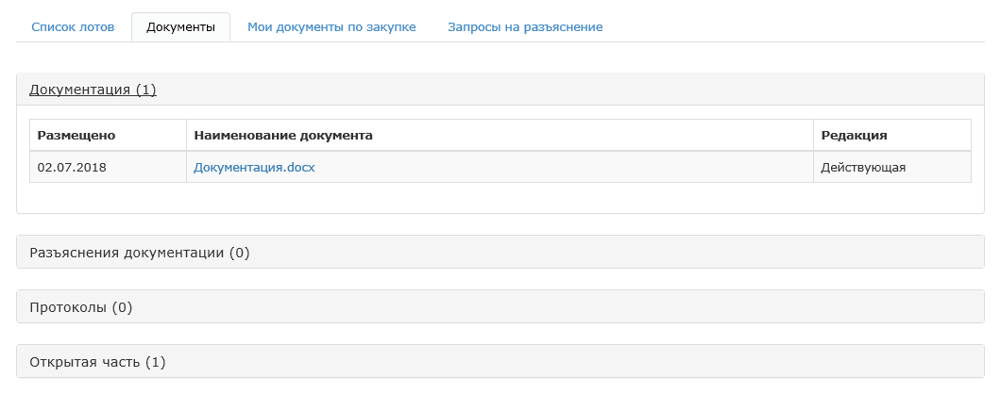 Список лотов Документы Мои документы по закупке Запросы на разъяснение
Документация (1)
Размещено Наименование документа Редакция
02.07.2018 Документация.docx Действующая
Разъяснения документации (0)
Протоколы (0)
Открытая часть (1)